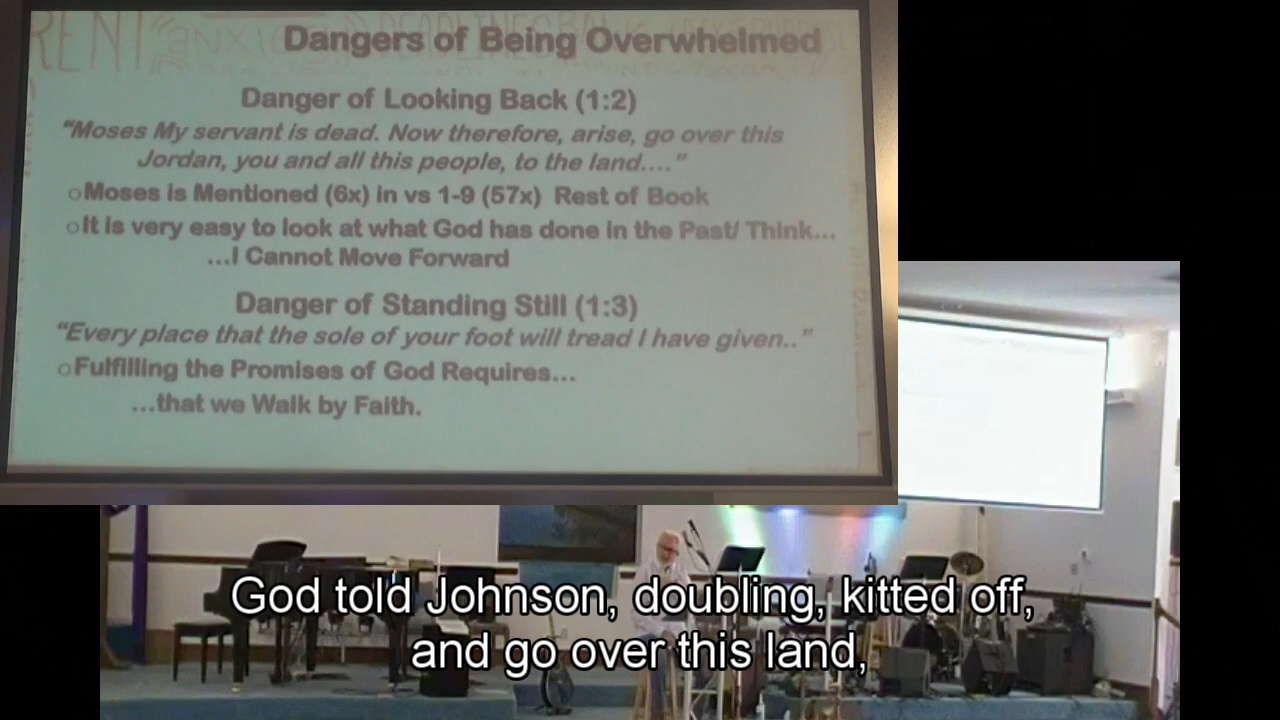 Dangers of Being Overwhelmed
Danger of Looking Back (1:2)
“Moses My servant is dead. Now therefore, arise, go over this
Jordan, you and all this people, to the land....”
○Moses is Mentioned (6x) in vs 1-9 (57x) Rest of Book
○It is very easy to look at what God has done in the Past/ Think...
...I Cannot Move Forward
Danger of Standing Still (1:3)
“Every place that the sole of your foot will tread I have given..”
○Fulfilling the Promises of God Requires...
...that we Walk by Faith.
God told Johnson, doubling, kitted off,
and go over this land,